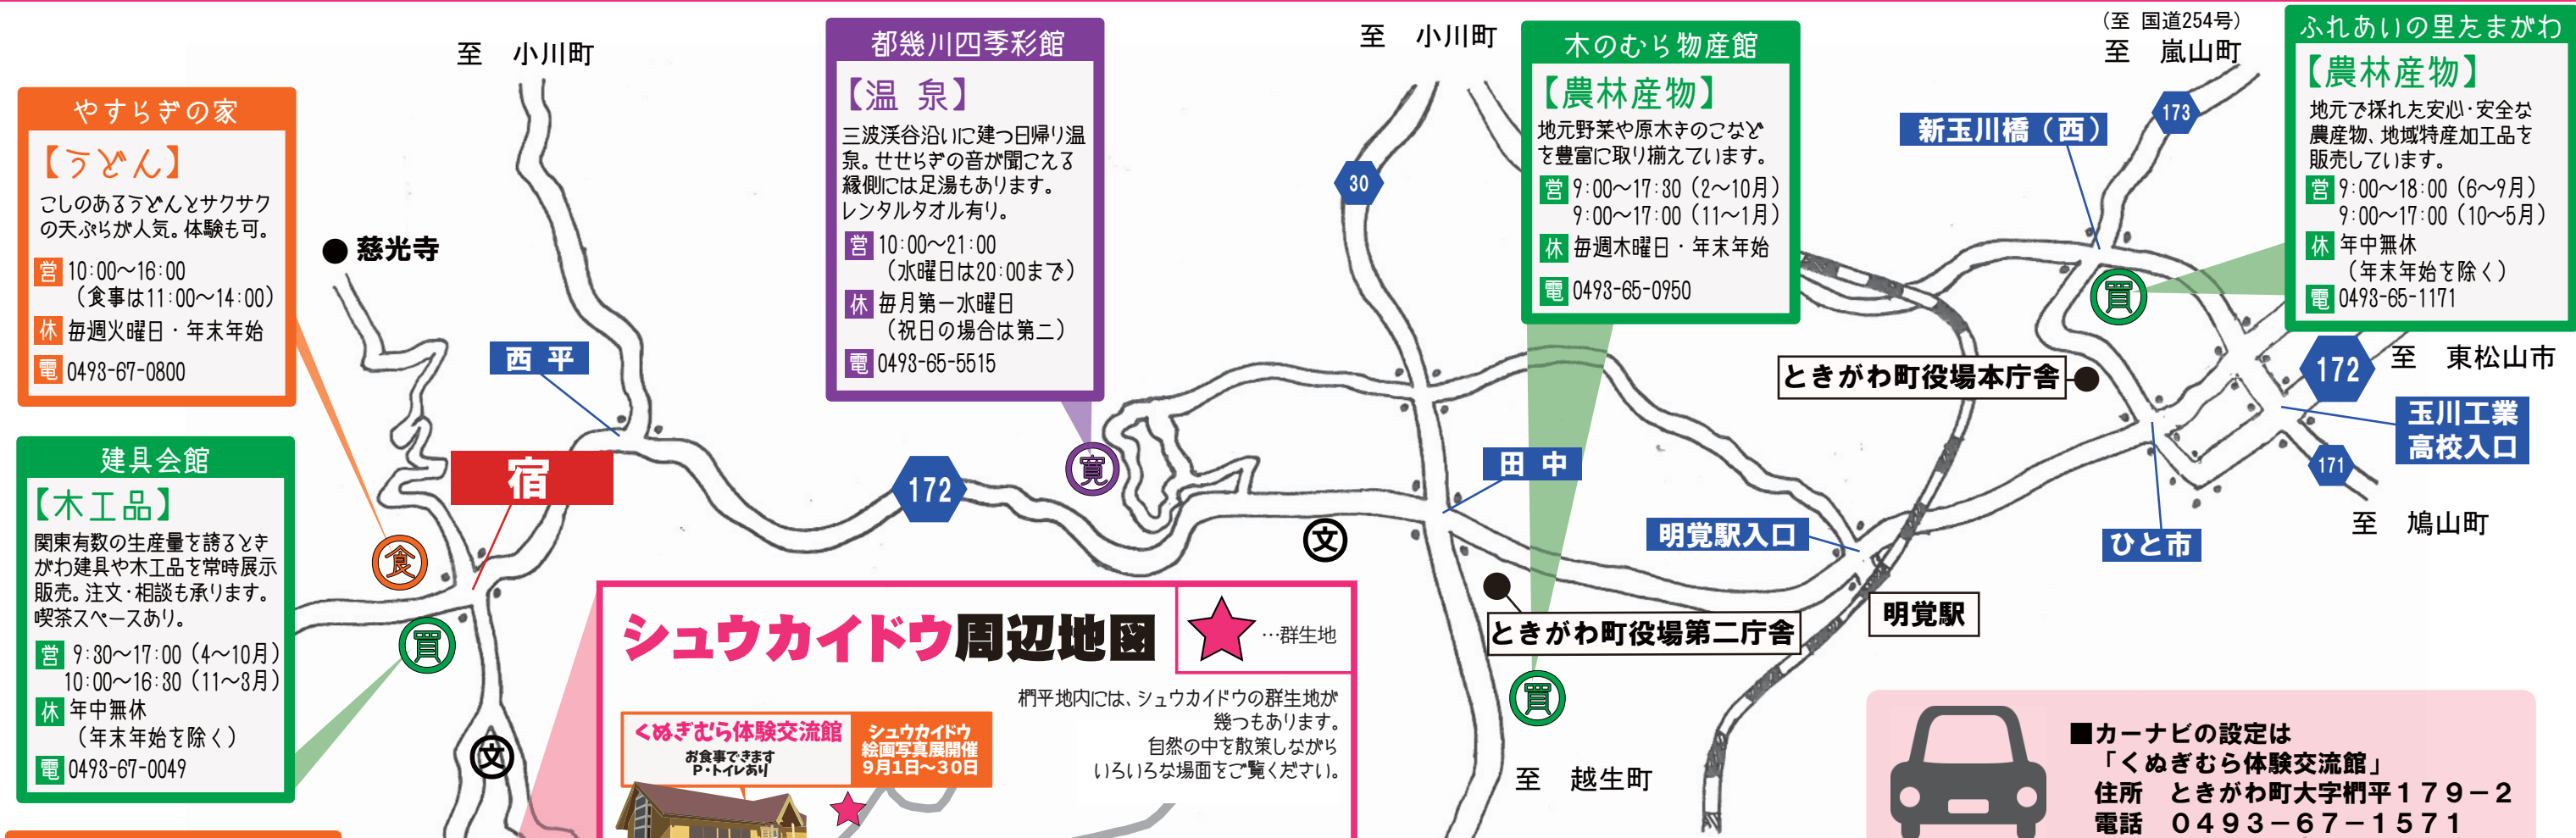 やすらぎの家
【うどん】
こしのあるうどんとサクサク
の天ぷらが人気。体験も可。
営 10:00〜16:00
（食事は11:00〜14:00）
休 毎週火曜日・年末年始
電 0493-67-0800
建具会館
【木工品】
関東有数の生産量を誇るとき
がわ建具や木工品を常時展示
販売。注文・相談も承ります。
喫茶スペースあり。
営 9:30〜17:00（4〜10月）
10:00〜16:30（11〜3月）
休 年中無休
（年末年始を除く）
電 0493-67-0049
至 小川町
慈光寺
西 平
宿
食
買
文
都幾川四季彩館
【温 泉】
三波渓谷沿いに建つ日帰り温
泉。せせらぎの音が聞こえる
縁側には足湯もあります。
レンタルタオル有り。
営 10:00〜21:00
（水曜日は20:00まで）
休 毎月第一水曜日
（祝日の場合は第二）
電 0493-65-5515
172
寛
文
至 小川町
30
木のむら物産館
【農林産物】
地元野菜や原木きのこなど
を豊富に取り揃えています。
営 9:00〜17:30（2〜10月）
9:00〜17:00（11〜1月）
休 毎週木曜日・年末年始
電 0493-65-0950
田 中
明覚駅入口
ときがわ町役場第二庁舎
明覚駅
買
至 越生町
（至 国道254号）
至 嵐山町
173
新玉川橋（西）
ふれあいの里たまがわ
【農林産物】
地元で採れた安心・安全な
農産物、地域特産加工品を
販売しています。
営 9:00〜18:00（6〜9月）
9:00〜17:00（10〜5月）
休 年中無休
（年末年始を除く）
電 0493-65-1171
買
ときがわ町役場本庁舎
172
至 東松山市
玉川工業
高校入口
171
ひと市
至 鳩山町
シュウカイドウ周辺地図
…群生地
椚平地内には、シュウカイドウの群生地が
幾つもあります。
自然の中を散策しながら
いろいろな場面をご覧ください。
くぬぎむら体験交流館
お食事できます
P・トイレあり
シュウカイドウ
絵画写真展開催
9月1日〜30日
■カーナビの設定は
「くぬぎむら体験交流館」
住所 ときがわ町大字椚平１７９－２
電話 ０４９３－６７－１５７１